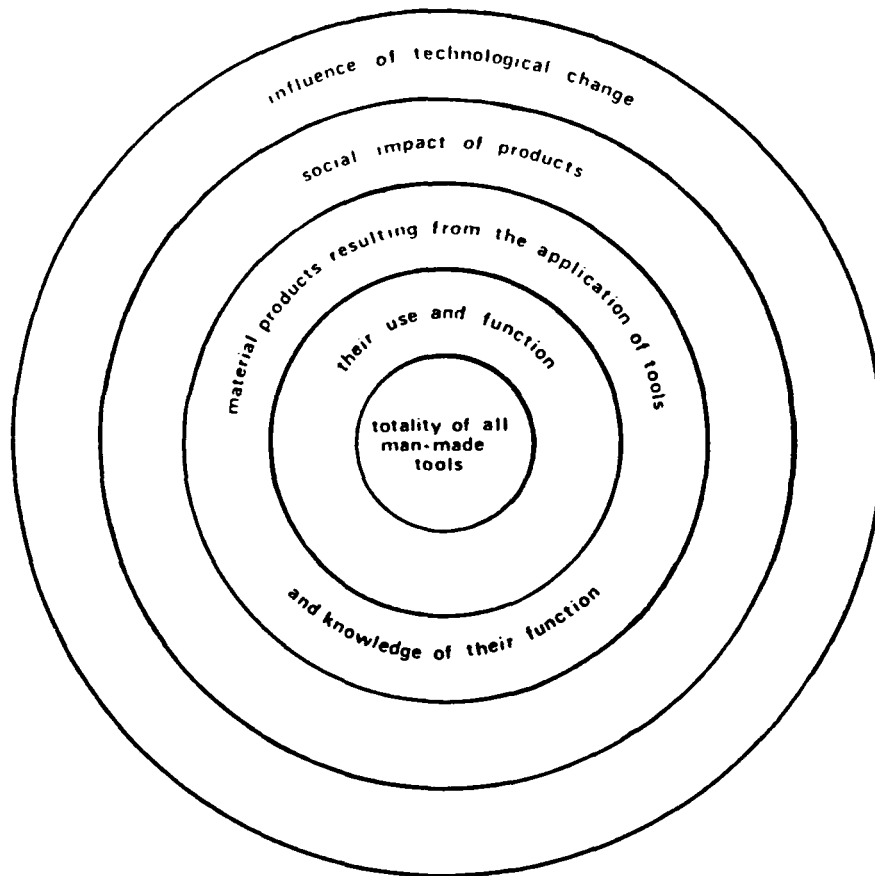 influence of technological change
social impact of products
material products resulting from the application of tools
their use and function
totality of all
man-made
tools
and knowledge of their function